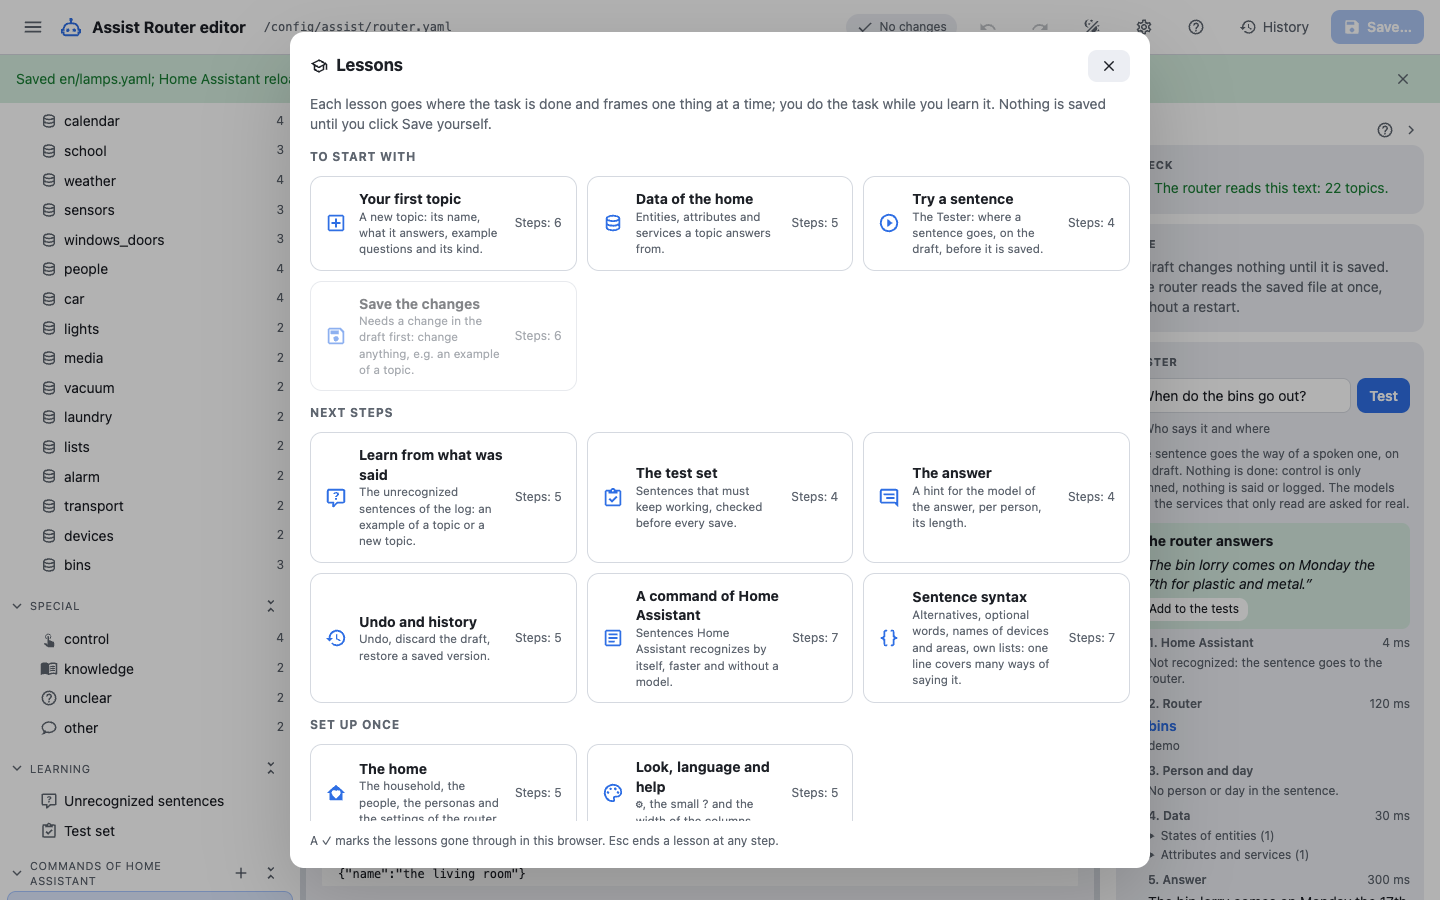 Assist Router editor
/config/assist/router.yaml
No changes
History
Save...
Saved en/lamps.yaml; Home Assistant
calendar 4
school 3
weather 4
sensors 3
windows_doors 3
people 4
car 4
lights 2
media 2
vacuum 2
laundry 2
lists 2
alarm 2
transport 2
devices 2
bins 3
SPECIAL
control 4
knowledge 2
unclear 2
other 2
LEARNING
Unrecognized sentences
Test set
COMMANDS OF HOME
ASSISTANT
Lessons
Each lesson goes where the task is done and frames one thing at a time; you do the task while you learn it. Nothing is saved
until you click Save yourself.
TO START WITH
Your first topic
A new topic: its name,
what it answers, example
questions and its kind.
Steps: 6
Data of the home
Entities, attributes and
services a topic answers
from.
Steps: 5
Try a sentence
The Tester: where a
sentence goes, on the
draft, before it is saved.
Steps: 4
Save the changes
Needs a change in the
draft first: change
anything, e.g. an example
of a topic.
Steps: 6
NEXT STEPS
Learn from what was
said
The unrecognized
sentences of the log: an
example of a topic or a
new topic.
Steps: 5
The test set
Sentences that must
keep working, checked
before every save.
Steps: 4
The answer
A hint for the model of
the answer, per person,
its length.
Steps: 4
Undo and history
Undo, discard the draft,
restore a saved version.
Steps: 5
A command of Home
Assistant
Sentences Home
Assistant recognizes by
itself, faster and without a
model.
Steps: 7
Sentence syntax
Alternatives, optional
words, names of devices
and areas, own lists: one
line covers many ways of
saying it.
Steps: 7
SET UP ONCE
The home
The household, the
people, the personas and
the settings of the router
Steps: 5
Look, language and
help
⚙, the small ? and the
width of the columns
Steps: 5
A ✓ marks the lessons gone through in this browser. Esc ends a lesson at any step.
{"name":"the living room"}
The router reads this text: 22 topics.
changes nothing until it is saved.
router reads the saved file at once,
a restart.
When do the bins go out?
Test
Who says it and where
sentence goes the way of a spoken one, on
draft. Nothing is done: control is only
nothing is said or logged. The models
the services that only read are asked for real.
The router answers
The bin lorry comes on Monday the
for plastic and metal.”
Add to the tests
1. Home Assistant 4 ms
Not recognized: the sentence goes to the
router.
2. Router 120 ms
bins
demo
3. Person and day
No person or day in the sentence.
4. Data 30 ms
States of entities (1)
Attributes and services (1)
5. Answer 300 ms